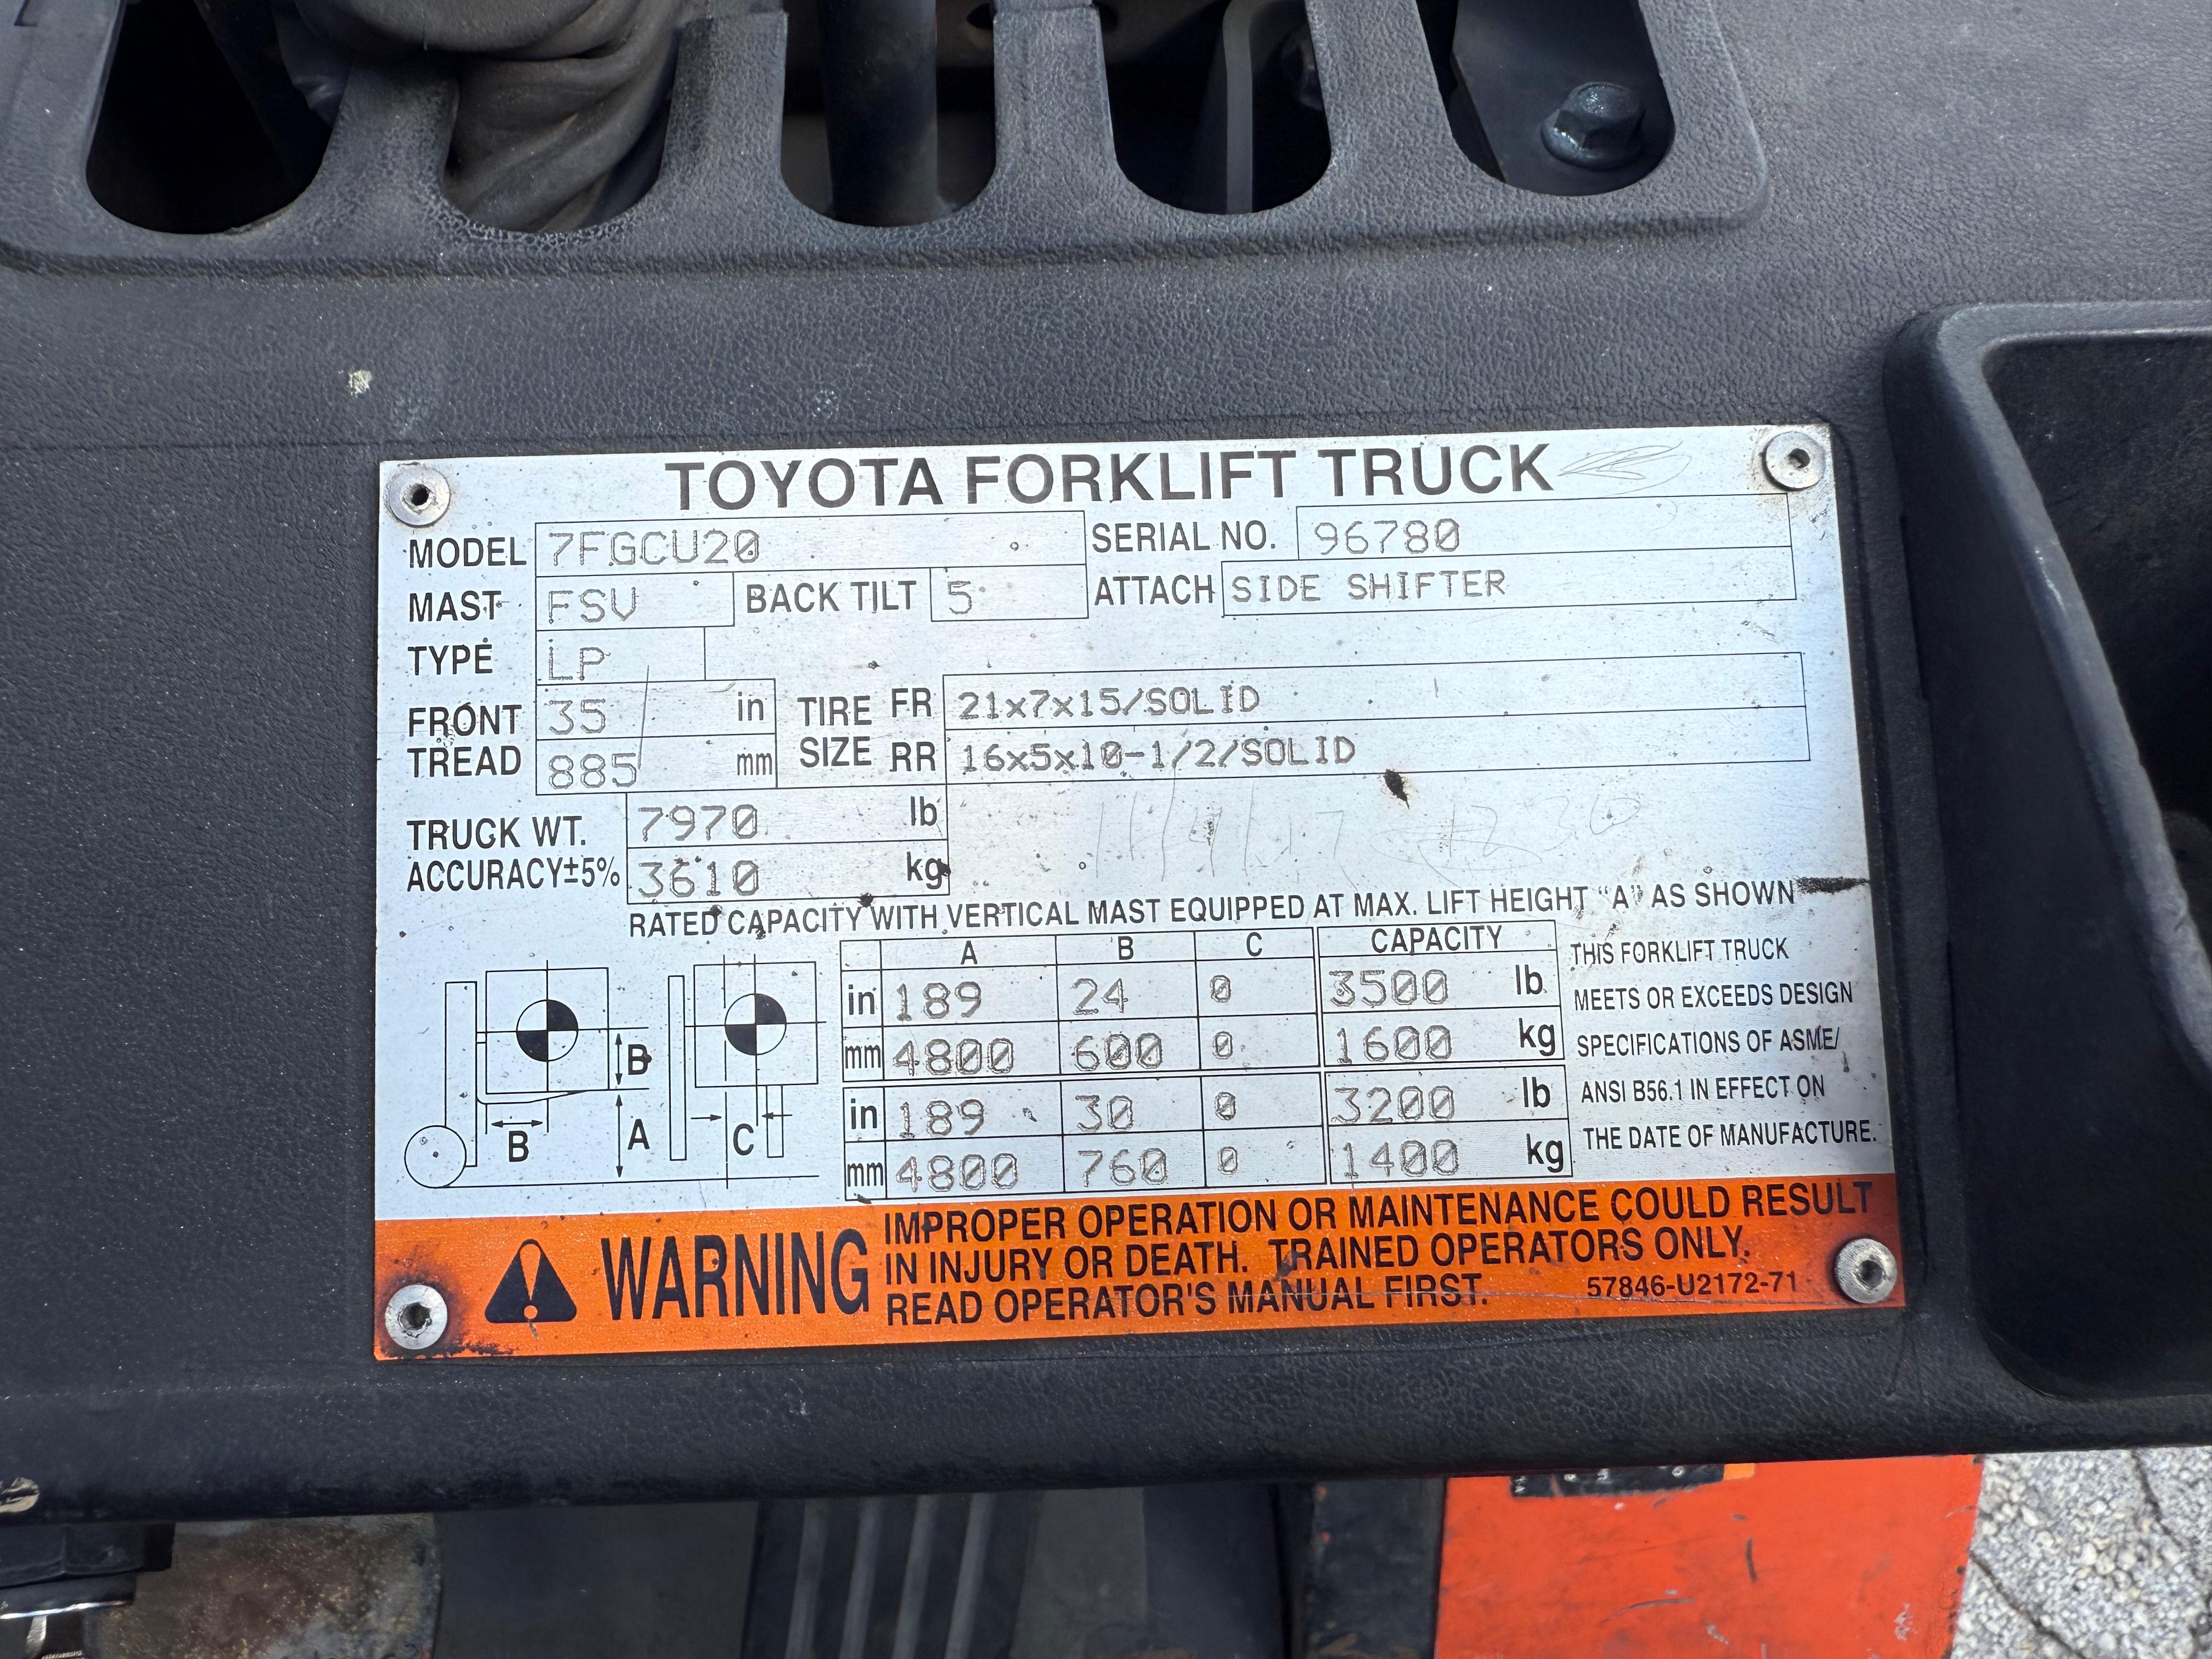 TOYOTA FORKLIFT TRUCK
MODEL 7FGCU20 SERIAL NO. 96780
MAST FSV BACK TILT 5 ATTACH SIDE SHIFTER
TYPE LP
FRONT TREAD 35 in TIRE SIZE FR 21x7x15/SOLID
885 mm RR 16x5x10-1/2/SOLID
TRUCK WT. 7970 lb
ACCURACY±5% 3610 kg
RATED CAPACITY WITH VERTICAL MAST EQUIPPED AT MAX. LIFT HEIGHT "A" AS SHOWN
A B C CAPACITY
in 189 24 0 3500 lb
mm 4800 600 0 1600 kg
in 189 30 0 3200 lb
mm 4800 760 0 1400 kg
B
B
A
C
THIS FORKLIFT TRUCK
MEETS OR EXCEEDS DESIGN
SPECIFICATIONS OF ASME/
ANSI B56.1 IN EFFECT ON
THE DATE OF MANUFACTURE.
WARNING
IMPROPER OPERATION OR MAINTENANCE COULD RESULT
IN INJURY OR DEATH. TRAINED OPERATORS ONLY.
READ OPERATOR'S MANUAL FIRST. 57846-U2172-71